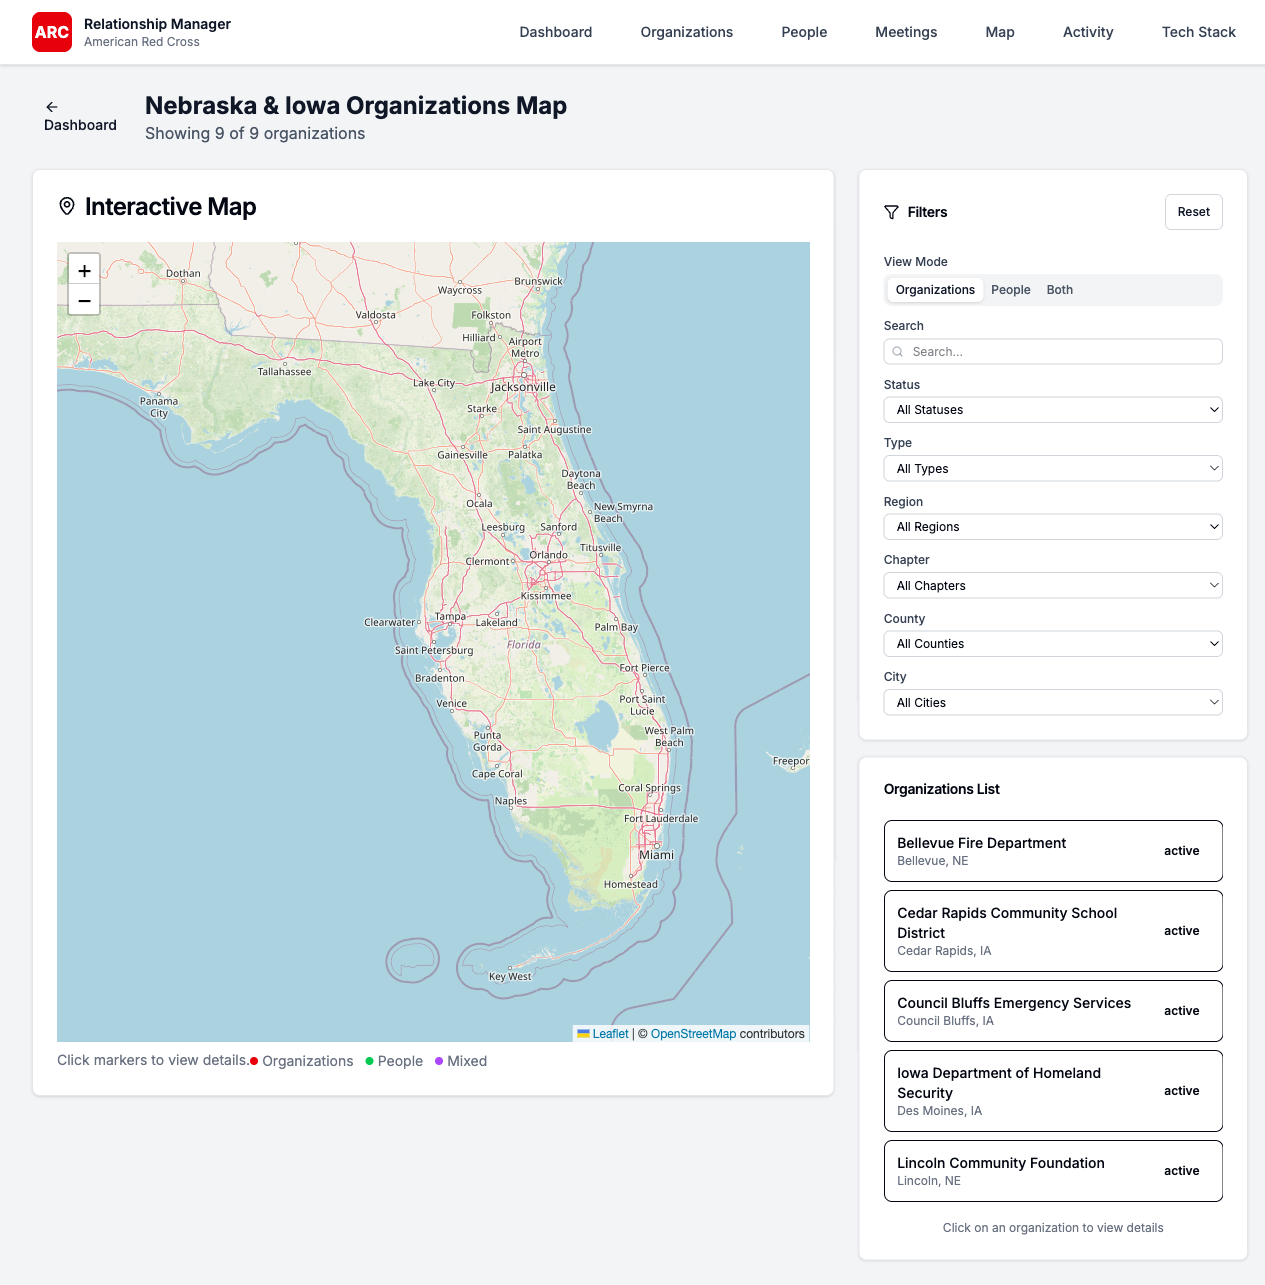 ARC
Relationship Manager
American Red Cross
Dashboard
Organizations
People
Meetings
Map
Activity
Tech Stack
←
Dashboard
Nebraska & Iowa Organizations Map
Showing 9 of 9 organizations
Interactive Map
+
−
Dothan
Waycross
Brunswick
Valdosta
Folkston
Hilliard
Airport
Metro
Tallahassee
Lake City
Jacksonville
Panama
City
Starke
Saint Augustine
Gainesville
Palatka
Daytona
Beach
Ocala
New Smyrna
Beach
Leesburg
Sanford
Titusville
Orlando
Clermont
Kissimmee
Clearwater
Tampa
Lakeland
Palm Bay
Florida
Saint Petersburg
Fort Pierce
Bradenton
Port Saint
Lucie
Venice
West Palm
Beach
Punta
Gorda
Freepor
Cape Coral
Coral Springs
Naples
Fort Lauderdale
Miami
Homestead
Key West
Leaflet | © OpenStreetMap contributors
Click markers to view details.
Organizations
People
Mixed
Filters
Reset
View Mode
Organizations
People
Both
Search
Search...
Status
All Statuses
Type
All Types
Region
All Regions
Chapter
All Chapters
County
All Counties
City
All Cities
Organizations List
Bellevue Fire Department
Bellevue, NE
active
Cedar Rapids Community School
District
Cedar Rapids, IA
active
Council Bluffs Emergency Services
Council Bluffs, IA
active
Iowa Department of Homeland
Security
Des Moines, IA
active
Lincoln Community Foundation
Lincoln, NE
active
Click on an organization to view details